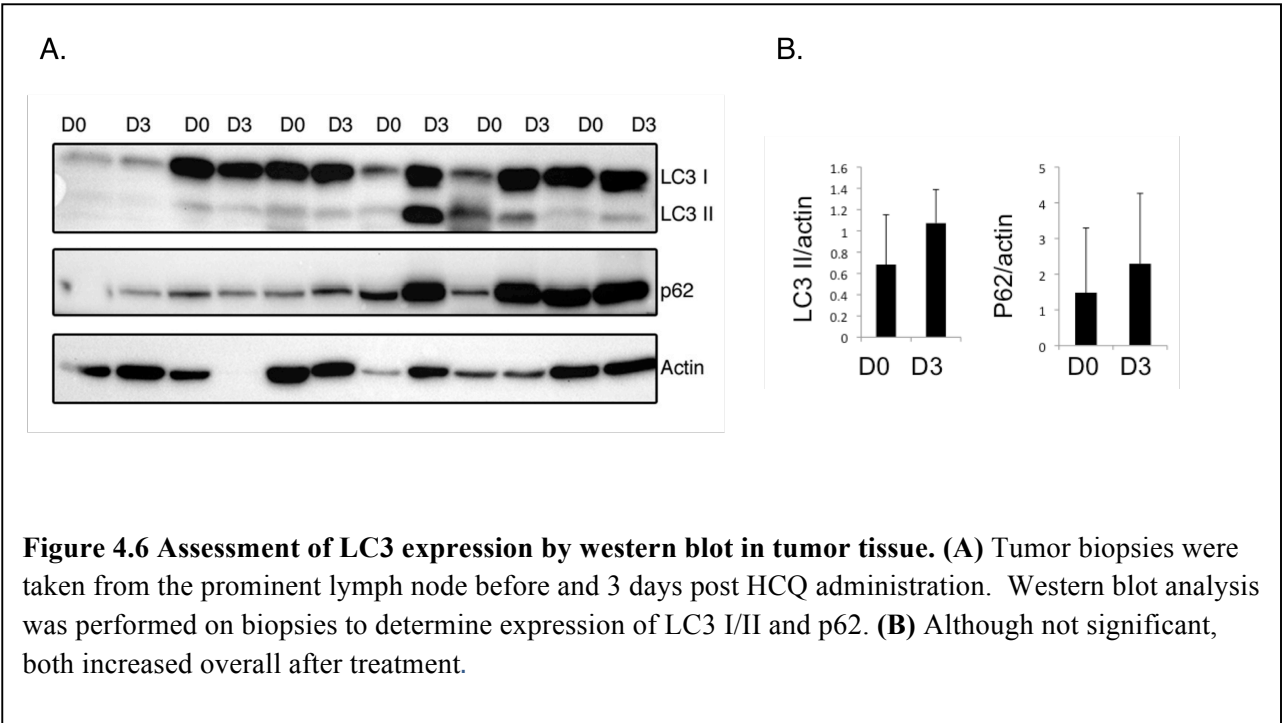 A.
B.
D0 D3 D0 D3 D0 D3 D0 D3 D0 D3 D0 D3
LC3 I
LC3 II
p62
Actin
LC3 II/actin
1.6
1.4
1.2
1
0.8
0.6
0.4
0.2
0
D0 D3
P62/actin
5
4
3
2
1
0
D0 D3
Figure 4.6 Assessment of LC3 expression by western blot in tumor tissue. (A) Tumor biopsies were
taken from the prominent lymph node before and 3 days post HCQ administration. Western blot analysis
was performed on biopsies to determine expression of LC3 I/II and p62. (B) Although not significant,
both increased overall after treatment.